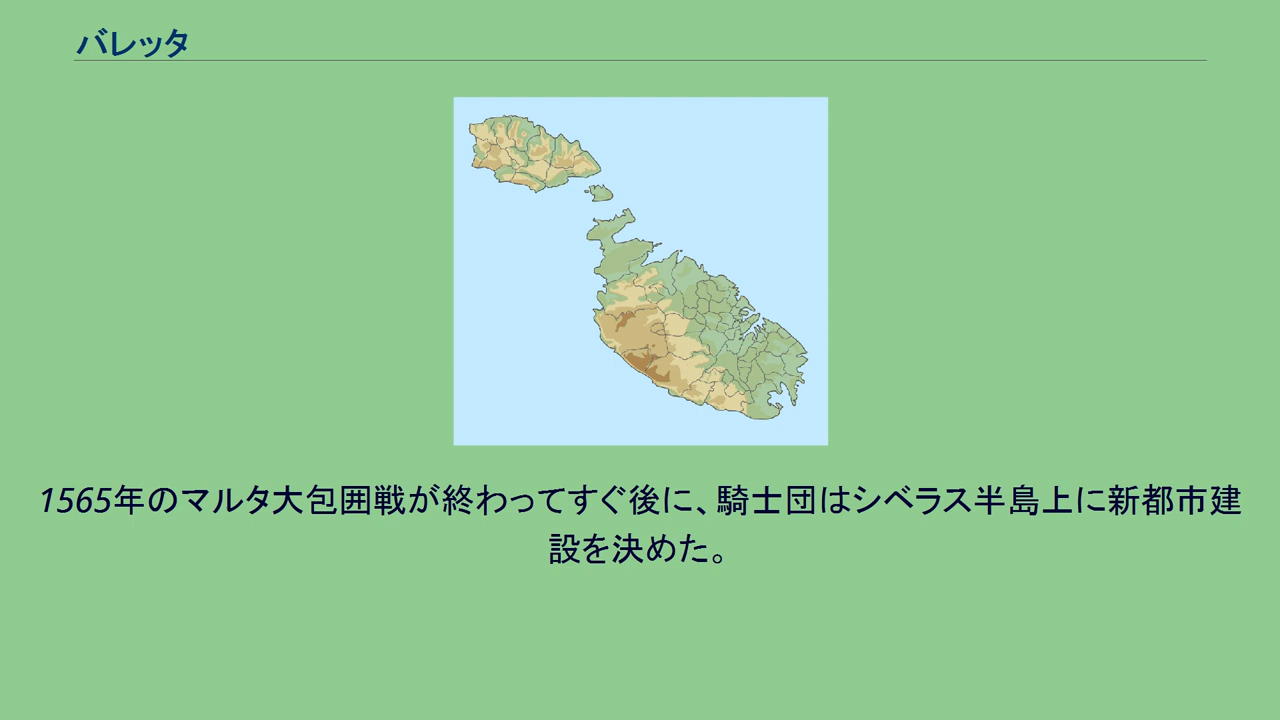 バレッタ
1565年のマルタ大包囲戦が終わってすぐ後に、騎士団はシベラス半島上に新都市建
設を決めた。